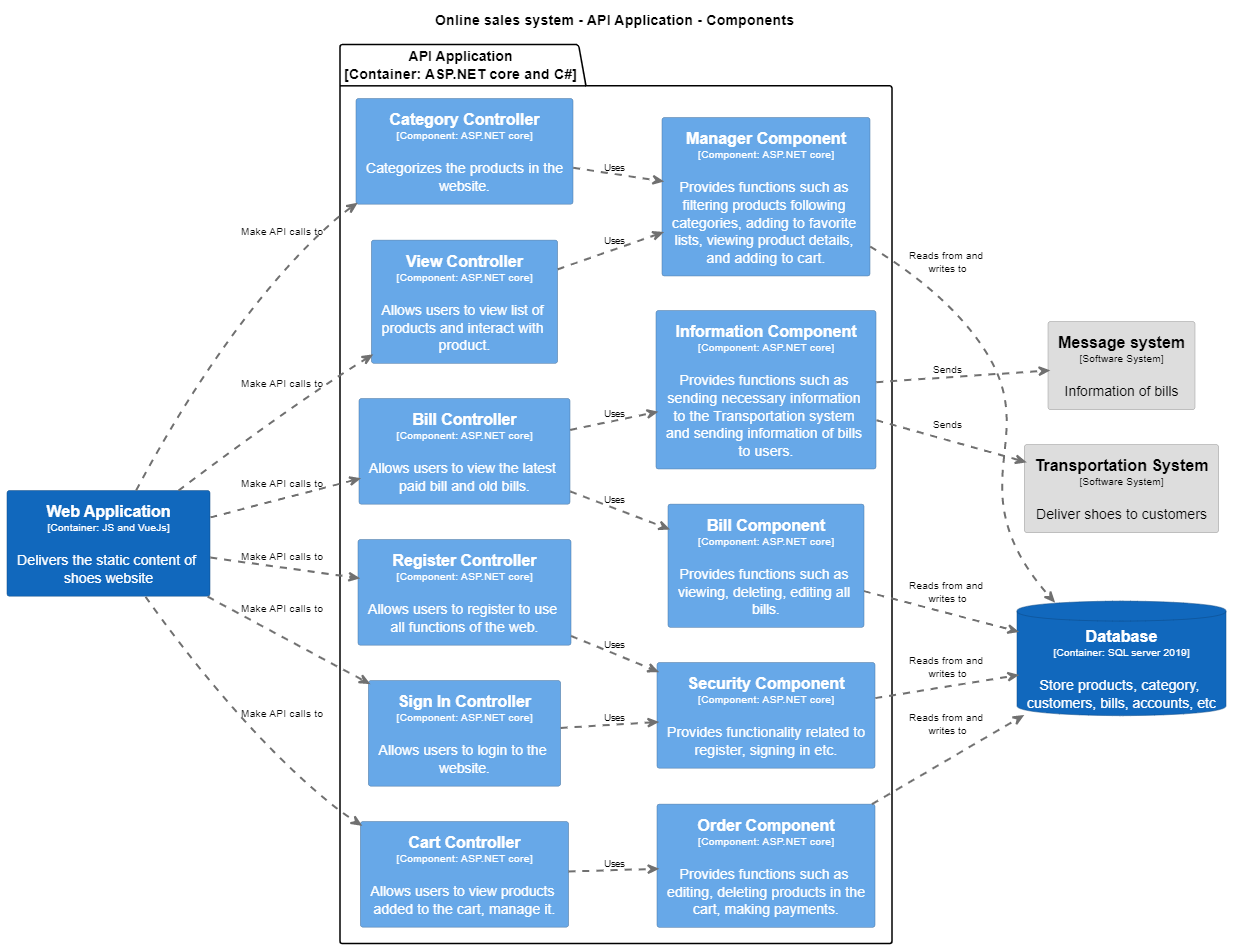 Online sales system - API Application - Components
API Application
[Container: ASP.NET core and C#]
Category Controller
[Component: ASP.NET core]
Categorizes the products in the
website.
Manager Component
[Component: ASP.NET core]
Provides functions such as
filtering products following
categories, adding to favorite
lists, viewing product details,
and adding to cart.
Uses
Make API calls to
View Controller
[Component: ASP.NET core]
Allows users to view list of
products and interact with
product.
Uses
Reads from and
writes to
Information Component
[Component: ASP.NET core]
Provides functions such as
sending necessary information
to the Transportation system
and sending information of bills
to users.
Message system
[Software System]
Information of bills
Sends
Make API calls to
Bill Controller
[Component: ASP.NET core]
Allows users to view the latest
paid bill and old bills.
Uses
Sends
Transportation System
[Software System]
Deliver shoes to customers
Make API calls to
Web Application
[Container: JS and VueJs]
Delivers the static content of
shoes website
Uses
Bill Component
[Component: ASP.NET core]
Provides functions such as
viewing, deleting, editing all
bills.
Make API calls to
Register Controller
[Component: ASP.NET core]
Allows users to register to use
all functions of the web.
Reads from and
writes to
Make API calls to
Uses
Database
[Container: SQL server 2019]
Store products, category,
customers, bills, accounts, etc
Security Component
[Component: ASP.NET core]
Provides functionality related to
register, signing in etc.
Reads from and
writes to
Sign In Controller
[Component: ASP.NET core]
Allows users to login to the
website.
Uses
Make API calls to
Reads from and
writes to
Cart Controller
[Component: ASP.NET core]
Allows users to view products
added to the cart, manage it.
Uses
Order Component
[Component: ASP.NET core]
Provides functions such as
editing, deleting products in the
cart, making payments.